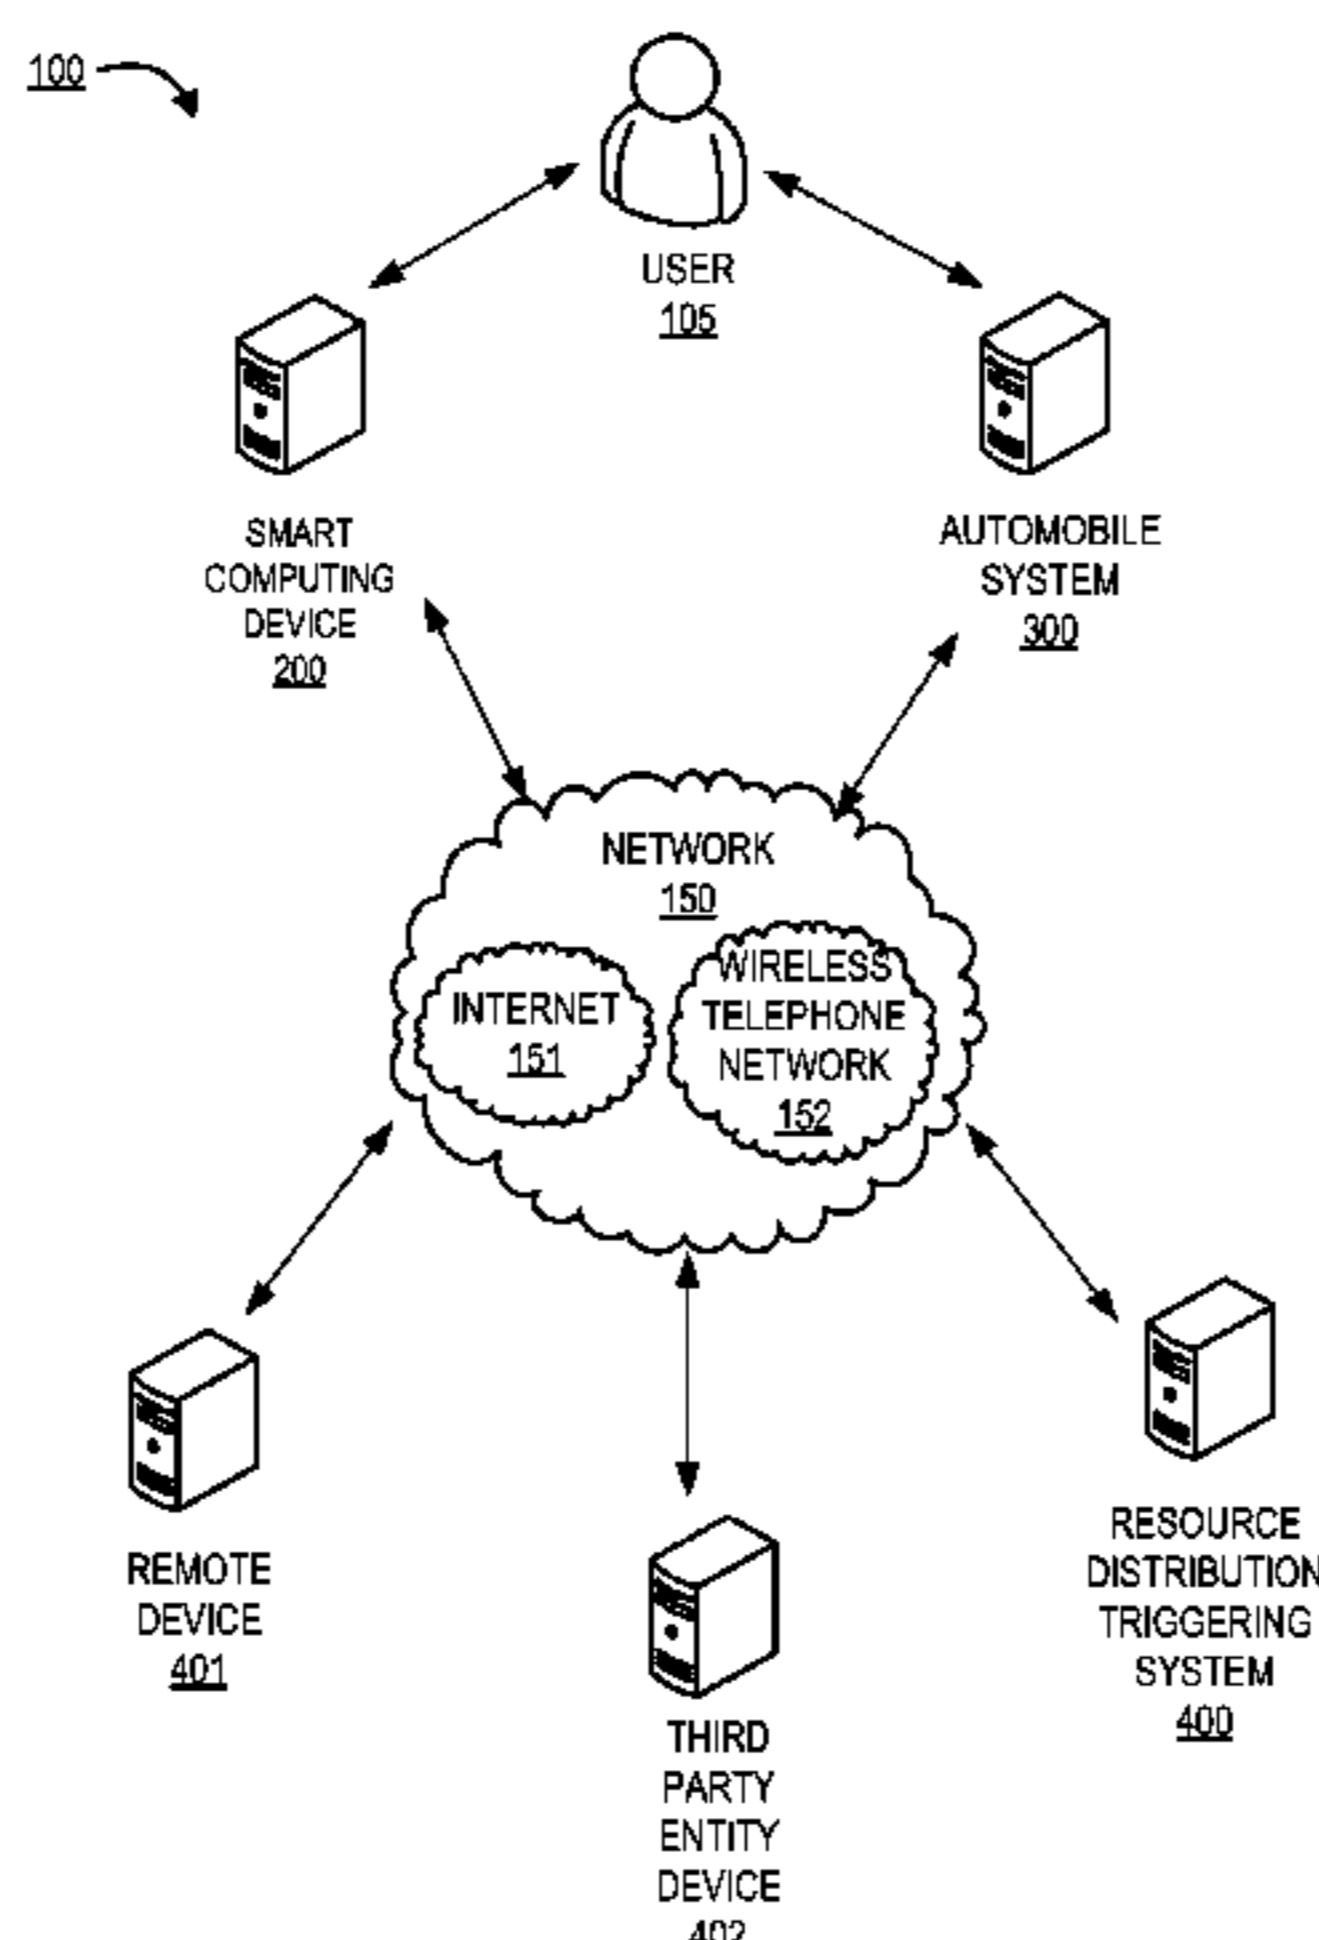 100
USER
105
SMART
COMPUTING
DEVICE
200
AUTOMOBILE
SYSTEM
300
NETWORK
150
INTERNET
151
WIRELESS
TELEPHONE
NETWORK
152
REMOTE
DEVICE
401
THIRD
PARTY
ENTITY
DEVICE
402
RESOURCE
DISTRIBUTION
TRIGGERING
SYSTEM
400